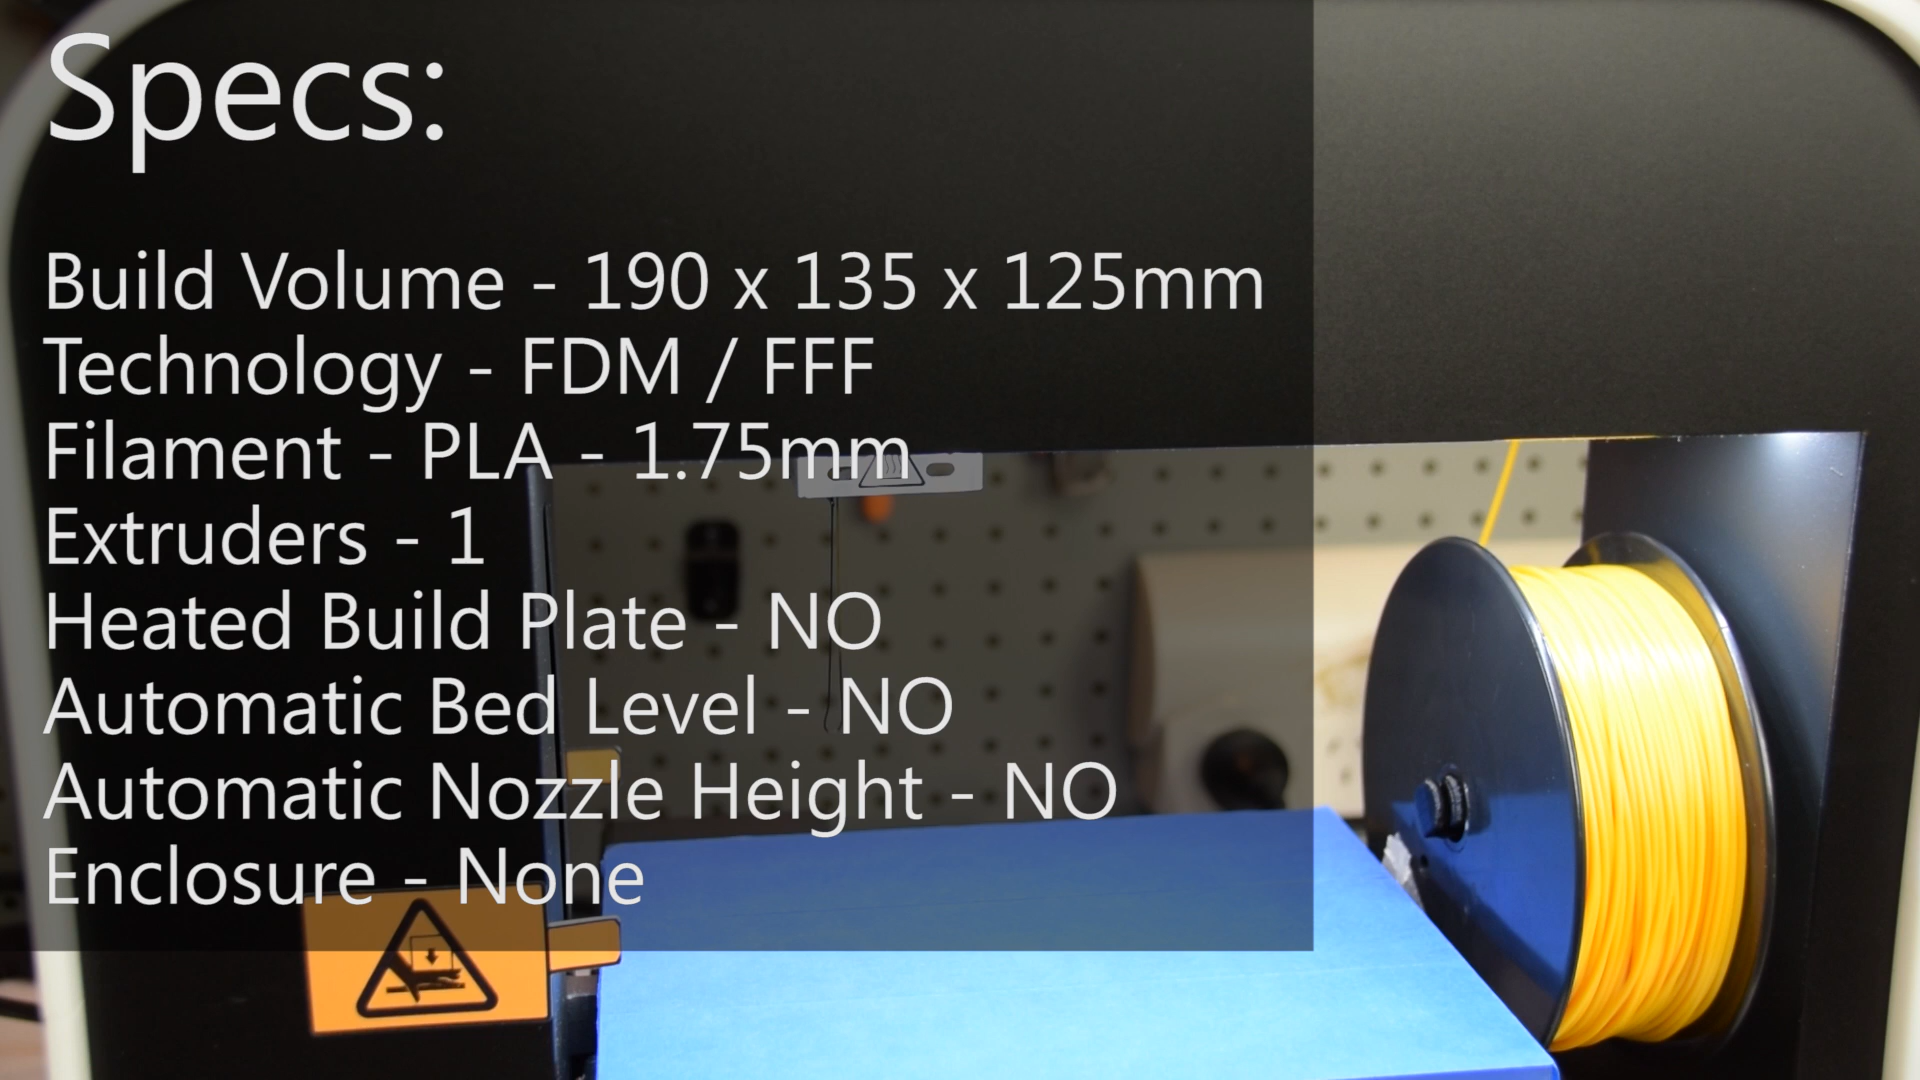 Specs:
Build Volume - 190 x 135 x 125mm
Technology - FDM / FFF
Filament - PLA - 1.75mm
Extruders - 1
Heated Build Plate - NO
Automatic Bed Level - NO
Automatic Nozzle Height - NO
Enclosure - None